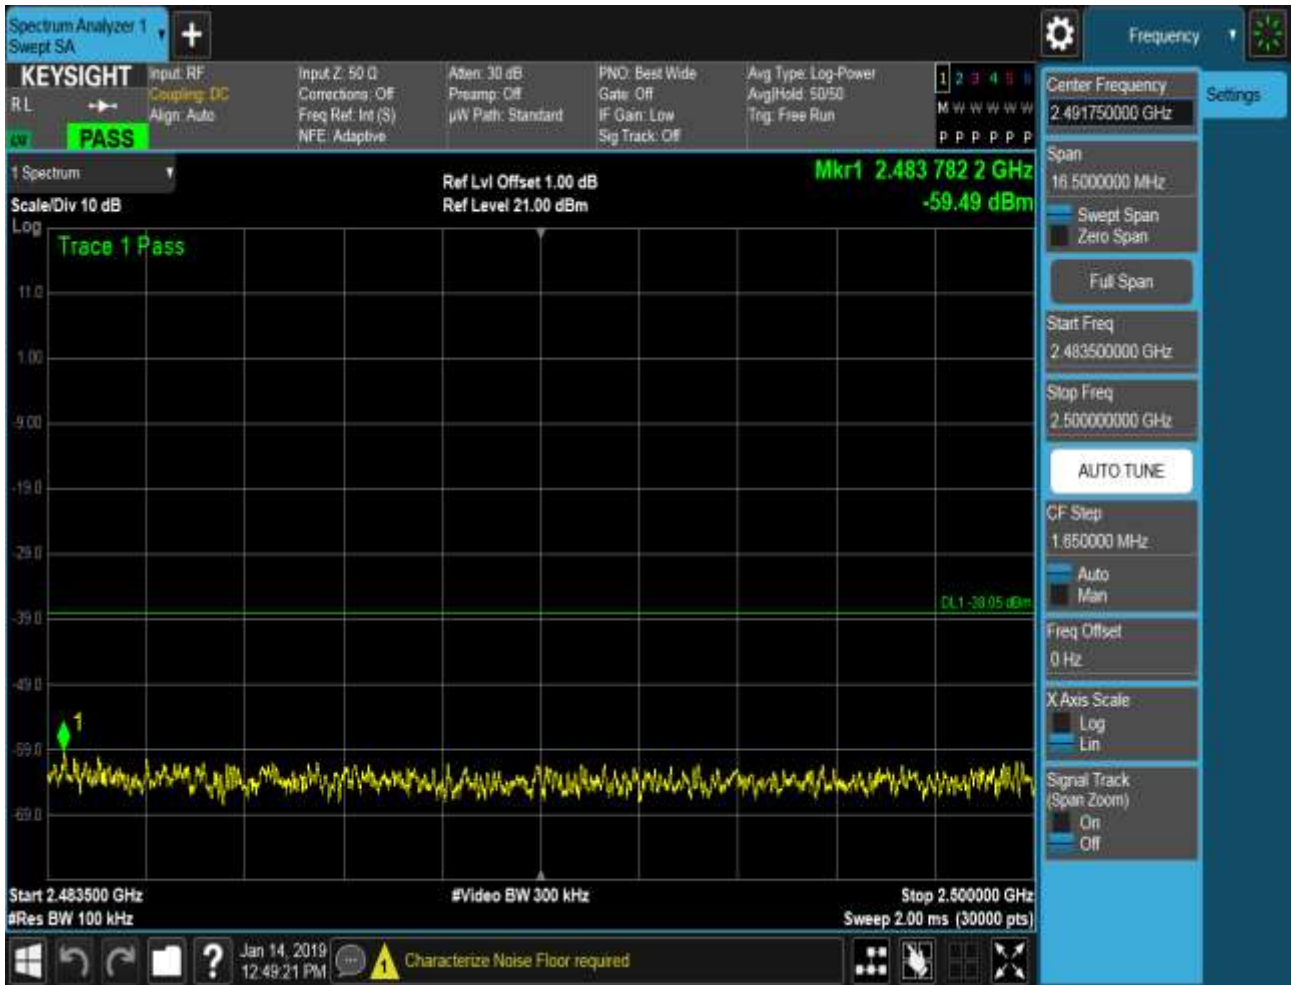 Spectrum Analyzer 1
Swept SA
Frequency
KEYSIGHT
RL
PASS
Input: RF
Coupling: DC
Align: Auto
Input Z: 50 Ω
Corrections: Off
Freq Ref: Int (S)
NFE: Adaptive
Atten: 30 dB
Preamp: Off
µW Path: Standard
PNO: Best Wide
Gate: Off
IF Gain: Low
Sig Track: Off
Avg Type: Log-Power
Avg|Hold: 50/50
Trig: Free Run
1 2 3 4 5 6
M W W W W W
P P P P P P
1 Spectrum
Scale/Div 10 dB
Ref Lvl Offset 1.00 dB
Ref Level 21.00 dBm
Mkr1 2.483 782 2 GHz
-59.49 dBm
Log
Trace 1 Pass
11.0
1.00
-9.00
-19.0
-29.0
-39.0
-49.0
-59.0
-69.0
DL1 -38.05 dBm
1
Start 2.483500 GHz
#Res BW 100 kHz
#Video BW 300 kHz
Stop 2.500000 GHz
Sweep 2.00 ms (30000 pts)
Center Frequency
2.491750000 GHz
Settings
Span
16.5000000 MHz
Swept Span
Zero Span
Full Span
Start Freq
2.483500000 GHz
Stop Freq
2.500000000 GHz
AUTO TUNE
CF Step
1.650000 MHz
Auto
Man
Freq Offset
0 Hz
X Axis Scale
Log
Lin
Signal Track
(Span Zoom)
On
Off
?
Jan 14, 2019
12:49:21 PM
1
Characterize Noise Floor required